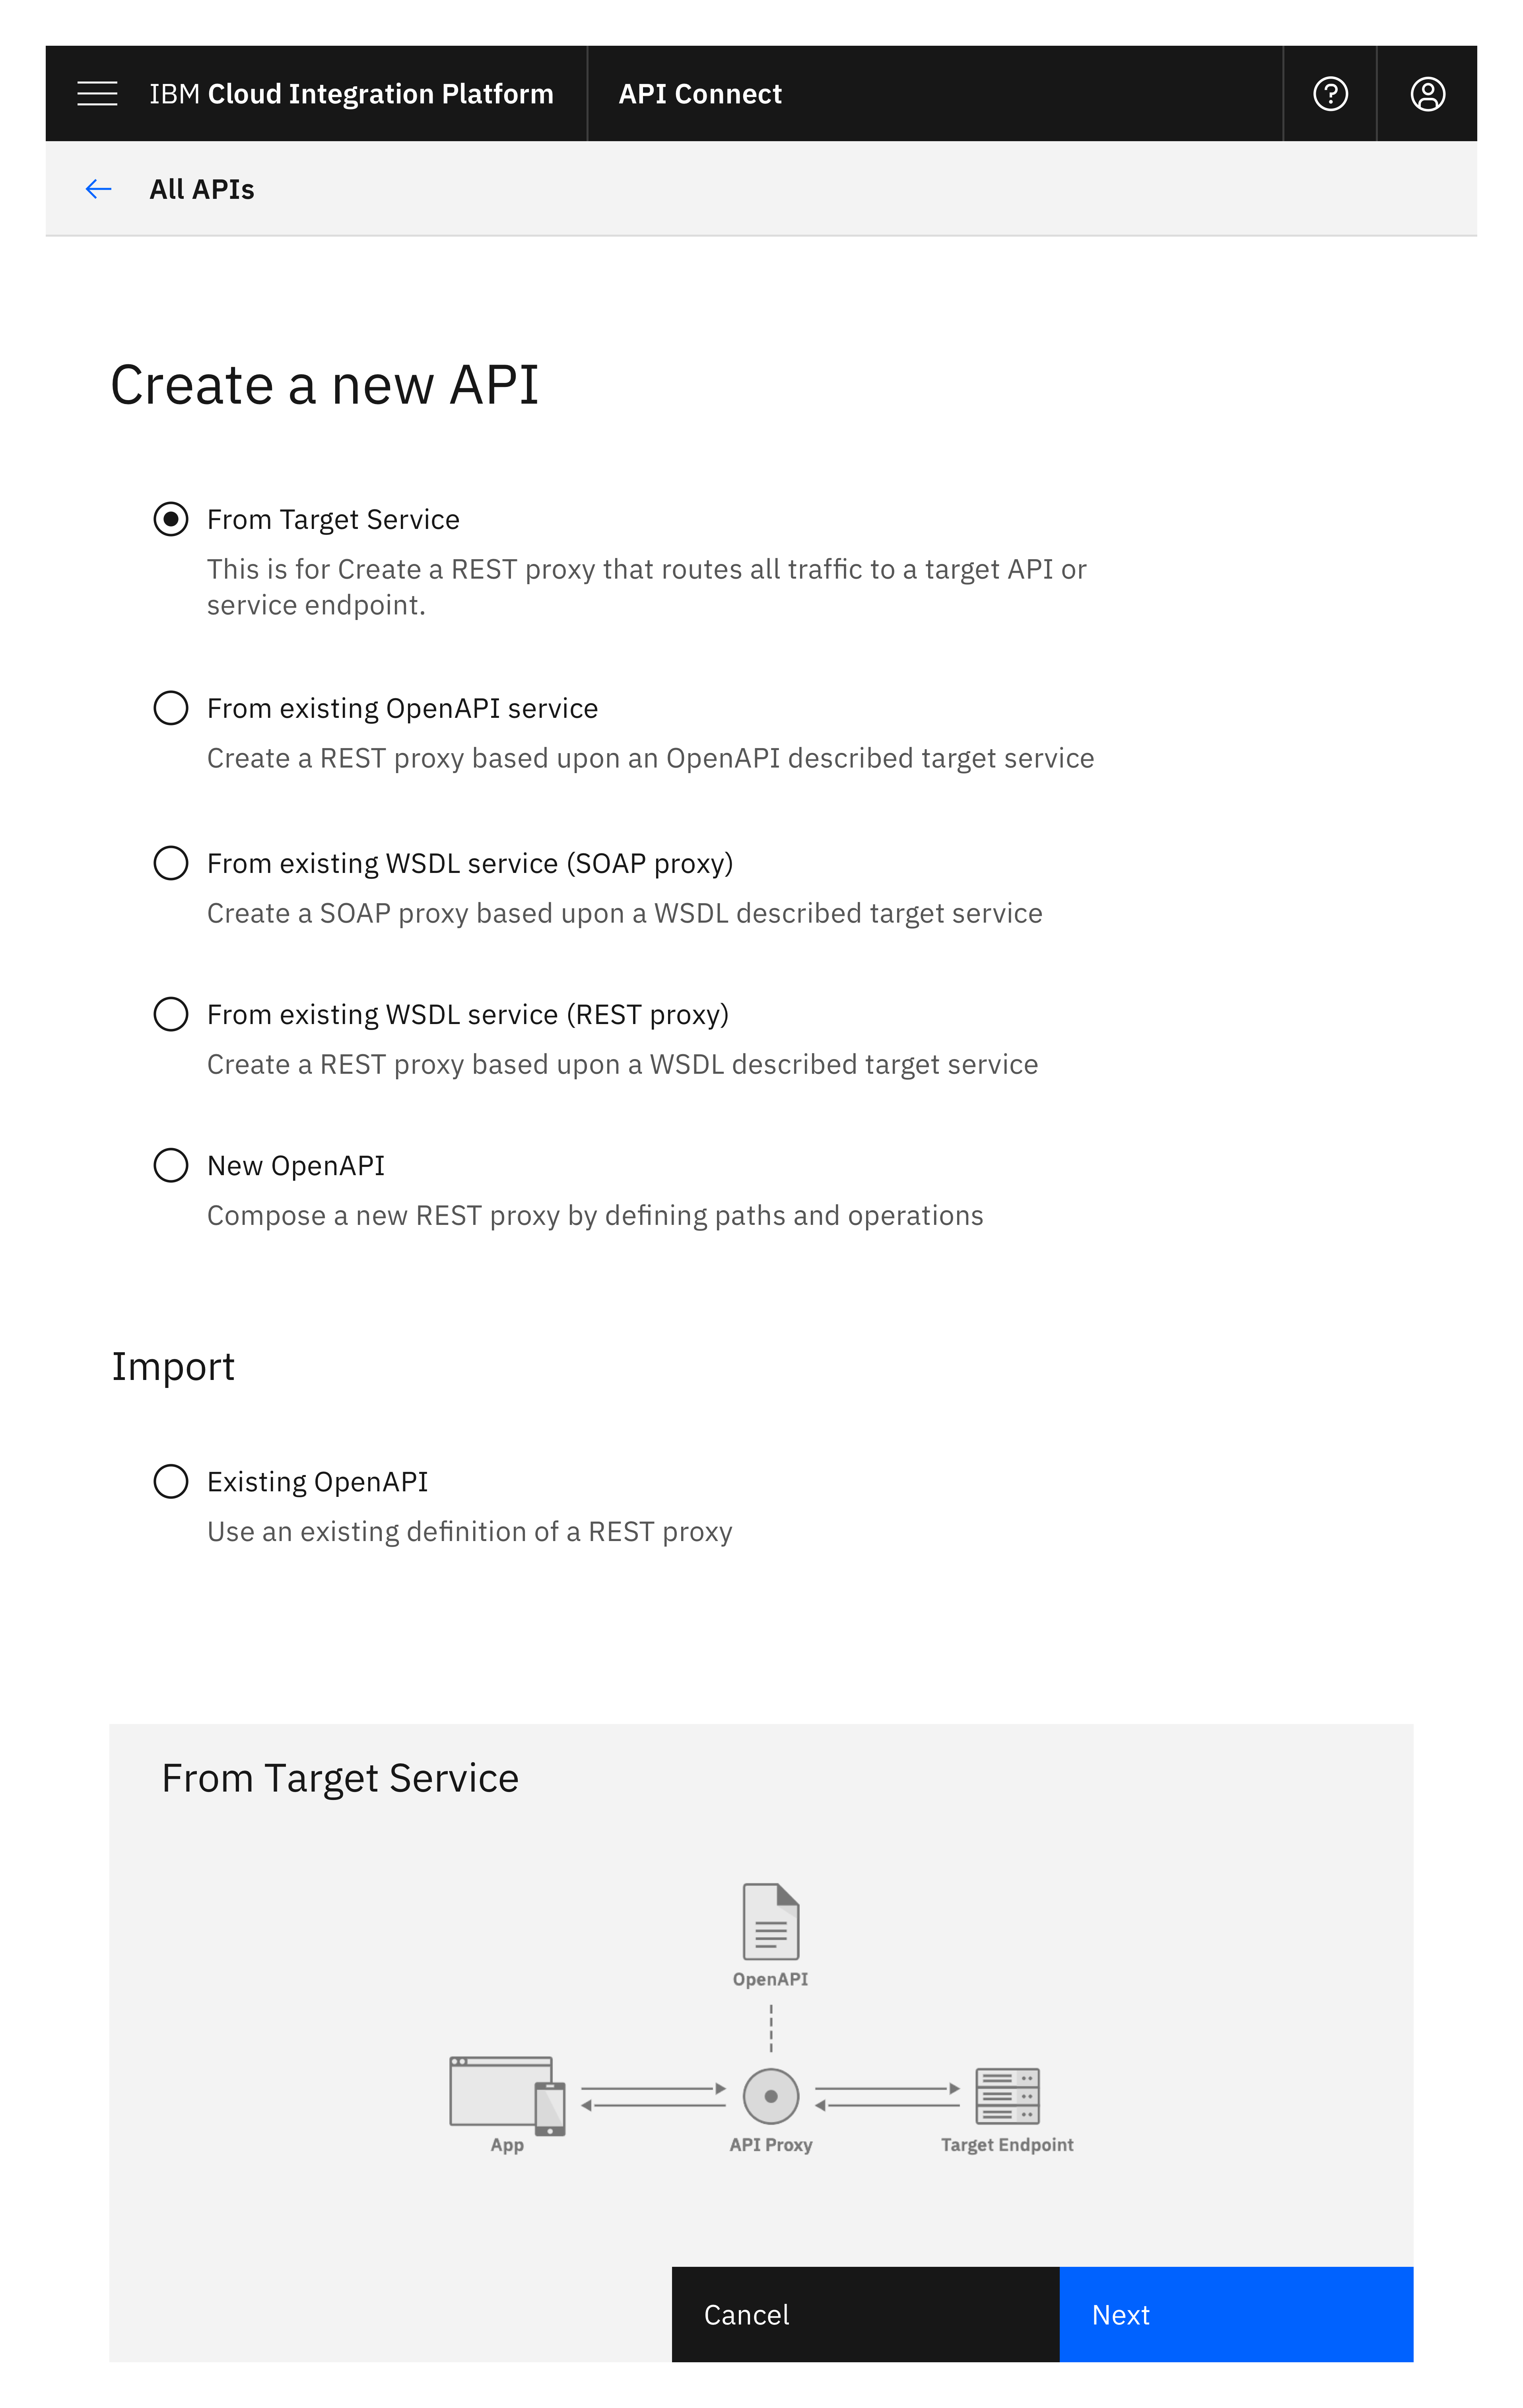 IBM Cloud Integration Platform
API Connect
All APIs
Create a new API
From Target Service
This is for Create a REST proxy that routes all traffic to a target API or
service endpoint.
From existing OpenAPI service
Create a REST proxy based upon an OpenAPI described target service
From existing WSDL service (SOAP proxy)
Create a SOAP proxy based upon a WSDL described target service
From existing WSDL service (REST proxy)
Create a REST proxy based upon a WSDL described target service
New OpenAPI
Compose a new REST proxy by defining paths and operations
Import
Existing OpenAPI
Use an existing definition of a REST proxy
From Target Service
OpenAPI
App
API Proxy
Target Endpoint
Cancel
Next